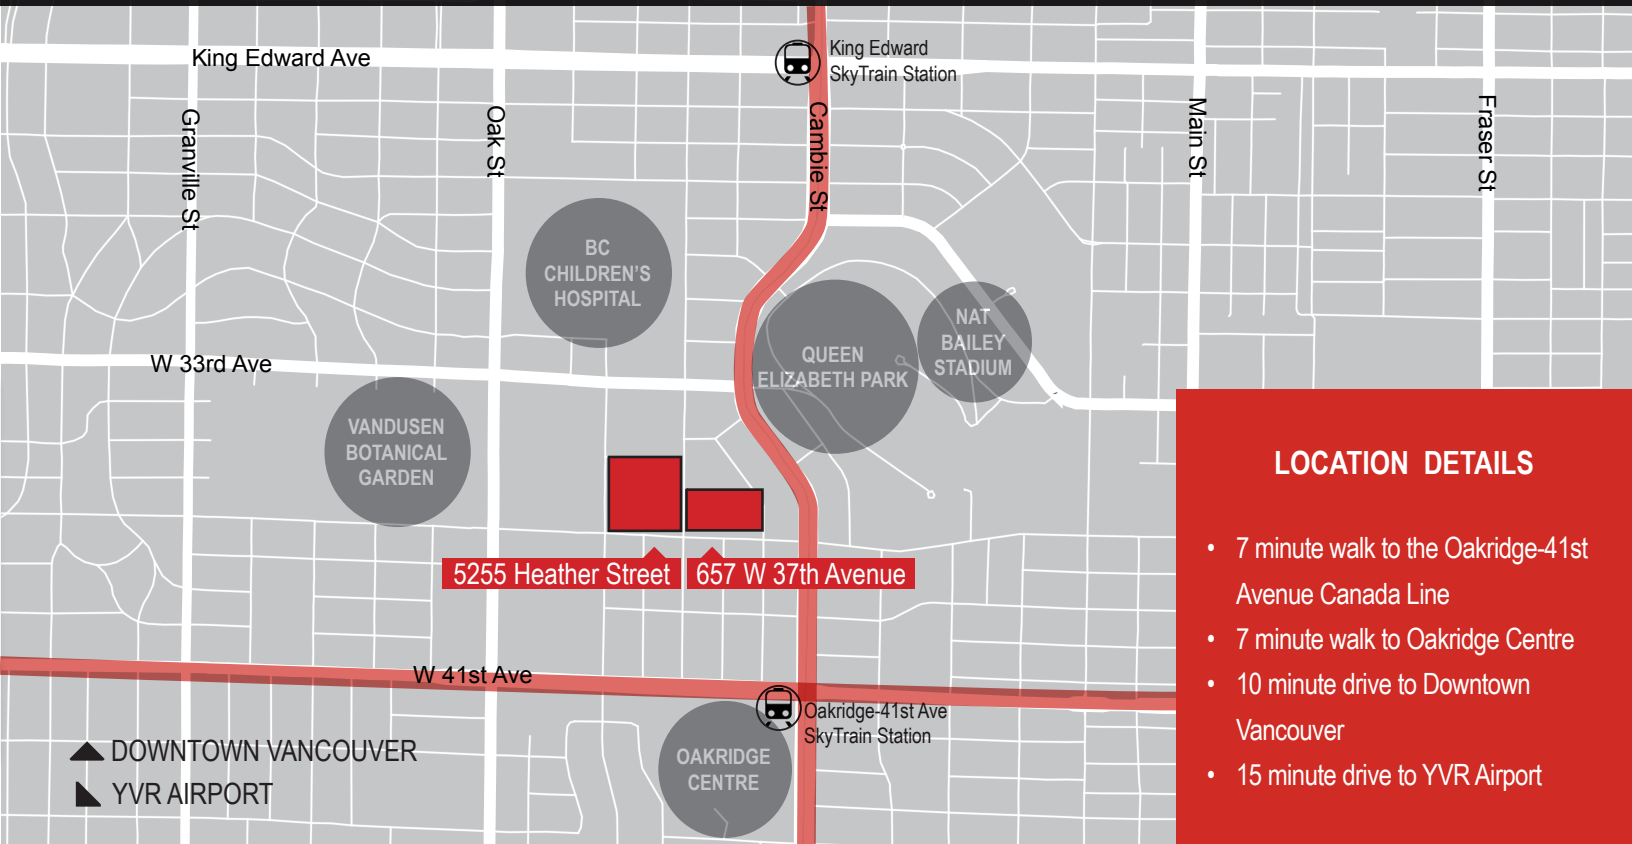 King Edward Ave
King Edward
SkyTrain Station
Granville St
Oak St
Cambie St
Main St
Fraser St
BC
CHILDREN'S
HOSPITAL
NAT
BAILEY
STADIUM
QUEEN
ELIZABETH PARK
W 33rd Ave
VANDUSEN
BOTANICAL
GARDEN
5255 Heather Street
657 W 37th Avenue
W 41st Ave
Oakridge-41st Ave
SkyTrain Station
OAKRIDGE
CENTRE
DOWNTOWN VANCOUVER
YVR AIRPORT
LOCATION DETAILS
• 7 minute walk to the Oakridge-41st
Avenue Canada Line
• 7 minute walk to Oakridge Centre
• 10 minute drive to Downtown
Vancouver
• 15 minute drive to YVR Airport